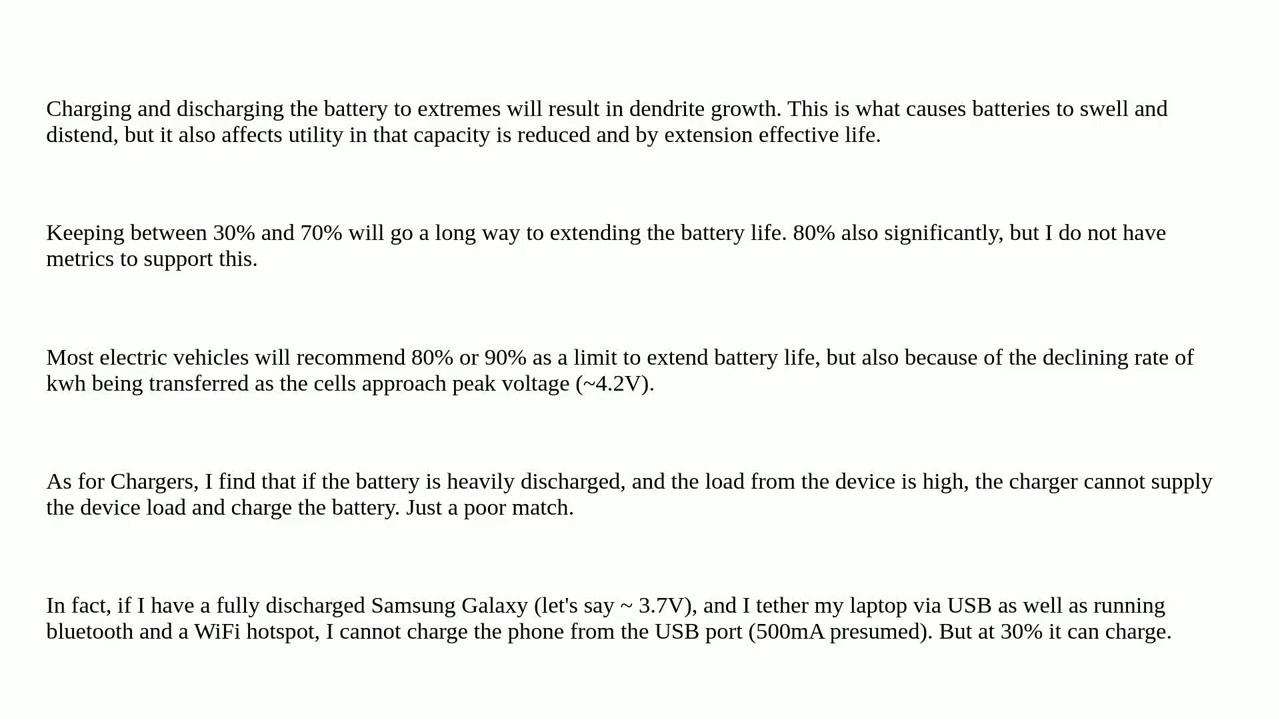 Charging and discharging the battery to extremes will result in dendrite growth. This is what causes batteries to swell and
distend, but it also affects utility in that capacity is reduced and by extension effective life.
Keeping between 30% and 70% will go a long way to extending the battery life. 80% also significantly, but I do not have
metrics to support this.
Most electric vehicles will recommend 80% or 90% as a limit to extend battery life, but also because of the declining rate of
kwh being transferred as the cells approach peak voltage (~4.2V).
As for Chargers, I find that if the battery is heavily discharged, and the load from the device is high, the charger cannot supply
the device load and charge the battery. Just a poor match.
In fact, if I have a fully discharged Samsung Galaxy (let's say ~ 3.7V), and I tether my laptop via USB as well as running
bluetooth and a WiFi hotspot, I cannot charge the phone from the USB port (500mA presumed). But at 30% it can charge.